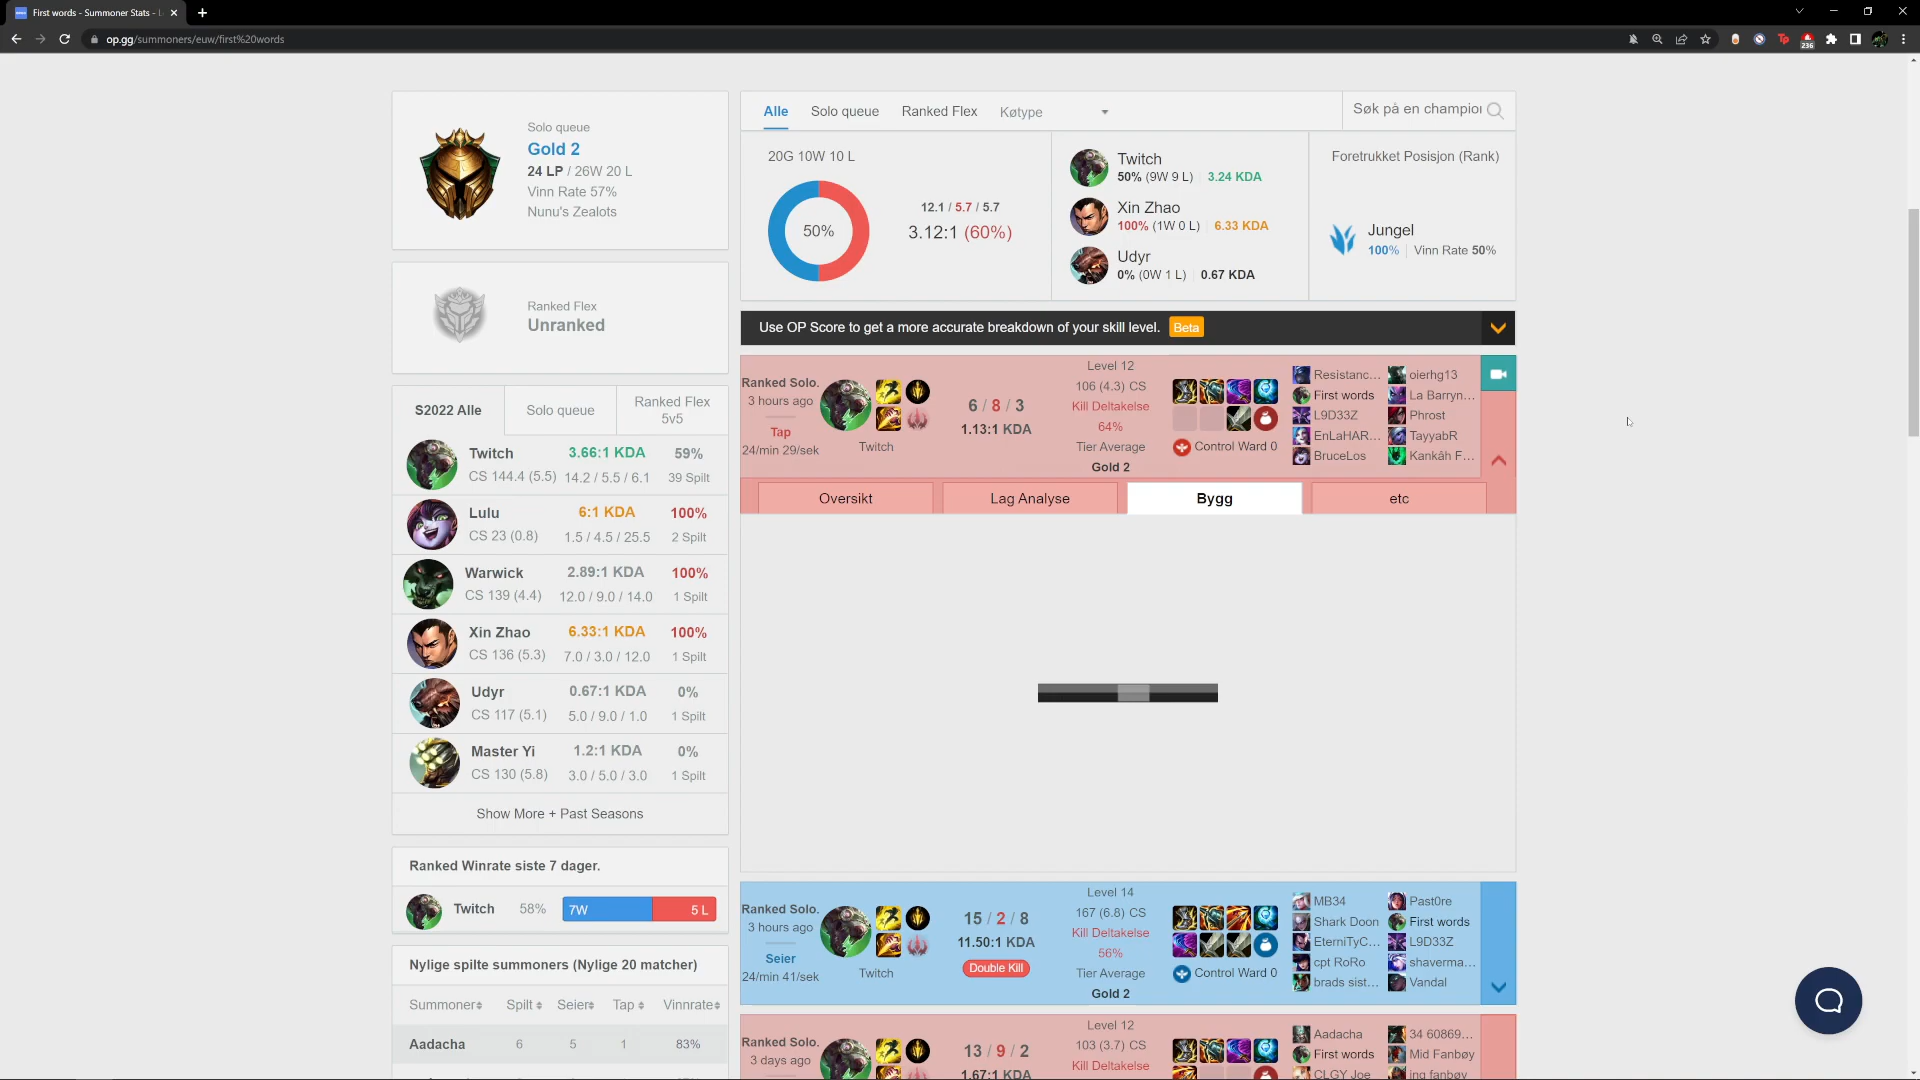 First words - Summoner Stats - L
op.gg/summoners/euw/first%20words
236
Solo queue
Gold 2
24 LP / 26W 20 L
Vinn Rate 57%
Nunu's Zealots
Ranked Flex
Unranked
S2022 Alle
Solo queue
Ranked Flex
5v5
Twitch 3.66:1 KDA 59%
CS 144.4 (5.5) 14.2 / 5.5 / 6.1 39 Spilt
Lulu 6:1 KDA 100%
CS 23 (0.8) 1.5 / 4.5 / 25.5 2 Spilt
Warwick 2.89:1 KDA 100%
CS 139 (4.4) 12.0 / 9.0 / 14.0 1 Spilt
Xin Zhao 6.33:1 KDA 100%
CS 136 (5.3) 7.0 / 3.0 / 12.0 1 Spilt
Udyr 0.67:1 KDA 0%
CS 117 (5.1) 5.0 / 9.0 / 1.0 1 Spilt
Master Yi 1.2:1 KDA 0%
CS 130 (5.8) 3.0 / 5.0 / 3.0 1 Spilt
Show More + Past Seasons
Ranked Winrate siste 7 dager.
Twitch 58% 7W 5 L
Nylige spilte summoners (Nylige 20 matcher)
Summoner Spilt Seier Tap Vinnrate
Aadacha 6 5 1 83%
Alle Solo queue Ranked Flex Køtype
Søk på en champion
20G 10W 10 L
50%
12.1 / 5.7 / 5.7
3.12:1 (60%)
Twitch
50% (9W 9 L) 3.24 KDA
Xin Zhao
100% (1W 0 L) 6.33 KDA
Udyr
0% (0W 1 L) 0.67 KDA
Foretrukket Posisjon (Rank)
Jungel
100% Vinn Rate 50%
Use OP Score to get a more accurate breakdown of your skill level. Beta
Ranked Solo.
3 hours ago
Tap
24/min 29/sek
Twitch
6 / 8 / 3
1.13:1 KDA
Level 12
106 (4.3) CS
Kill Deltakelse
64%
Tier Average
Gold 2
Control Ward 0
Resistanc... oierhg13
First words La Barryn...
L9D33Z Phrost
EnLaHAR... TayyabR
BruceLos Kankâh F...
Oversikt Lag Analyse Bygg etc
Ranked Solo.
3 hours ago
Seier
24/min 41/sek
Twitch
15 / 2 / 8
11.50:1 KDA
Double Kill
Level 14
167 (6.8) CS
Kill Deltakelse
56%
Tier Average
Gold 2
Control Ward 0
MB34 Past0re
Shark Doon First words
EterniTyC... L9D33Z
cpt RoRo shaverma...
brads sist... Vandal
Ranked Solo.
3 days ago
13 / 9 / 2
1.67:1 KDA
Level 12
103 (3.7) CS
Kill Deltakelse
Aadacha 34 60869...
First words Mid Fanbøy
CLGY Joe ing fanbøy